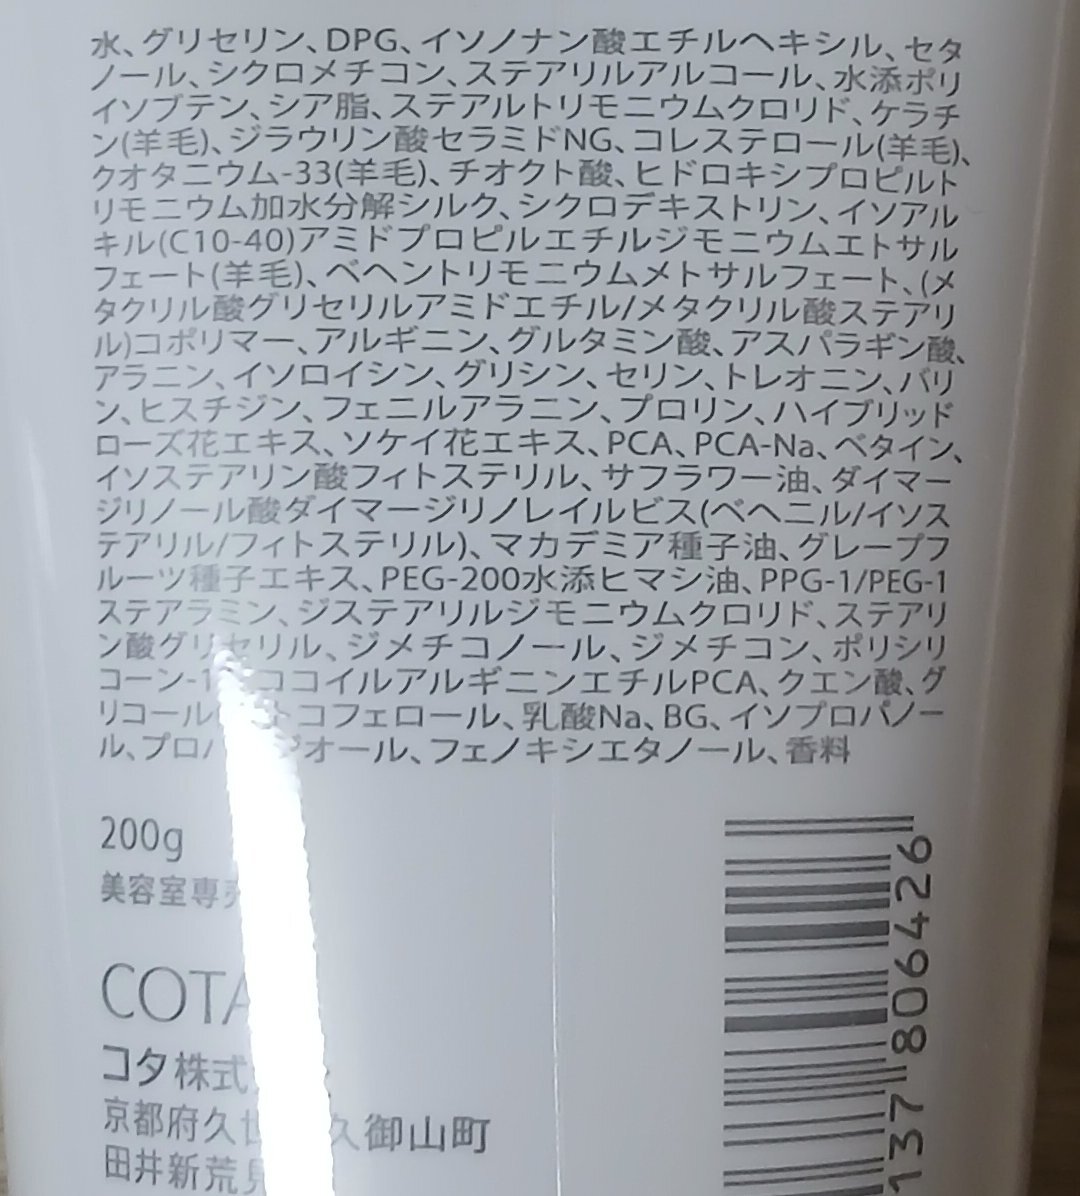 水、グリセリン、DPG、イソノナン酸エチルヘキシル、セタ
ノール、シクロメチコン、ステアリルアルコール、水添ポリ
イソブテン、シア脂、ステアルトリモニウムクロリド、ケラチ
ン(羊毛)、ジラウリン酸セラミドNG、コレステロール(羊毛)、
クオタニウム-33(羊毛)、チオクト酸、ヒドロキシプロピルト
リモニウム加水分解シルク、シクロデキストリン、イソアル
キル(C10-40)アミドプロピルエチルジモニウムエトサル
フェート(羊毛)、ベヘントリモニウムメトサルフェート、(メ
タクリル酸グリセリルアミドエチル/メタクリル酸ステアリ
ル)コポリマー、アルギニン、グルタミン酸、アスパラギン酸、
アラニン、イソロイシン、グリシン、セリン、トレオニン、バリ
ン、ヒスチジン、フェニルアラニン、プロリン、ハイブリッド
ローズ花エキス、ソケイ花エキス、PCA、PCA-Na、ベタイン、
イソステアリン酸フィトステリル、サフラワー油、ダイマー
ジリノール酸ダイマージリノレイルビス(ベヘニル/イソス
テアリル/フィトステリル)、マカデミア種子油、グレープフ
ルーツ種子エキス、PEG-200水添ヒマシ油、PPG-1/PEG-1
ステアラミン、ジステアリルジモニウムクロリド、ステアリ
ン酸グリセリル、ジメチコノール、ジメチコン、ポリシリ
コーン-1 ココイルアルギニンエチルPCA、クエン酸、グ
リコール トコフェロール、乳酸Na、BG、イソプロパノー
ル、プロ ジオール、フェノキシエタノール、香料
200g
美容室専売
COTA
コタ株式
京都府久世 久御山町
田井新荒見
137806426